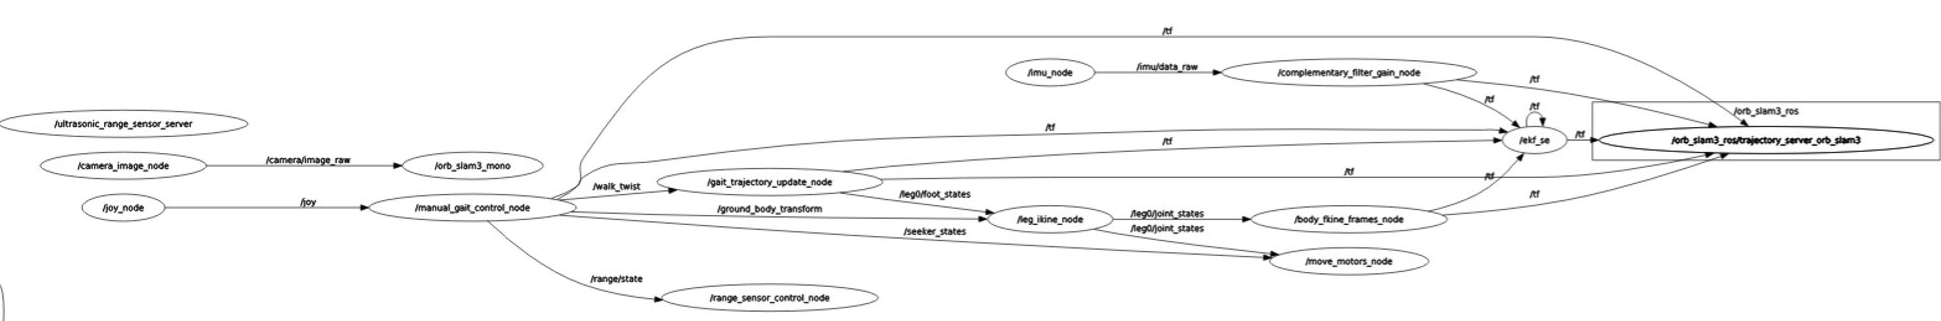 /tf
/imu_node
/imu/data_raw
/complementary_filter_gain_node
/tf
/tf
/tf
/orb_slam3_ros
/ultrasonic_range_sensor_server
/tf
/tf
/ekf_se
/tf
/orb_slam3_ros/trajectory_server_orb_slam3
/camera_image_node
/camera/image_raw
/orb_slam3_mono
/walk_twist
/gait_trajectory_update_node
/tf
/tf
/leg0/foot_states
/tf
/joy_node
/joy
/manual_gait_control_node
/ground_body_transform
/leg_ikine_node
/leg0/joint_states
/body_fkine_frames_node
/leg0/joint_states
/seeker_states
/move_motors_node
/range/state
/range_sensor_control_node